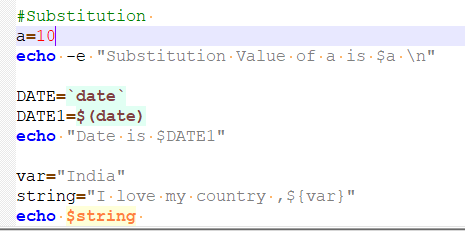 #Substitution
a=10
echo -e "Substitution Value of a is $a \n"
DATE=`date`
DATE1=$(date)
echo "Date is $DATE1"
var="India"
string="I love my country ,${var}"
echo $string